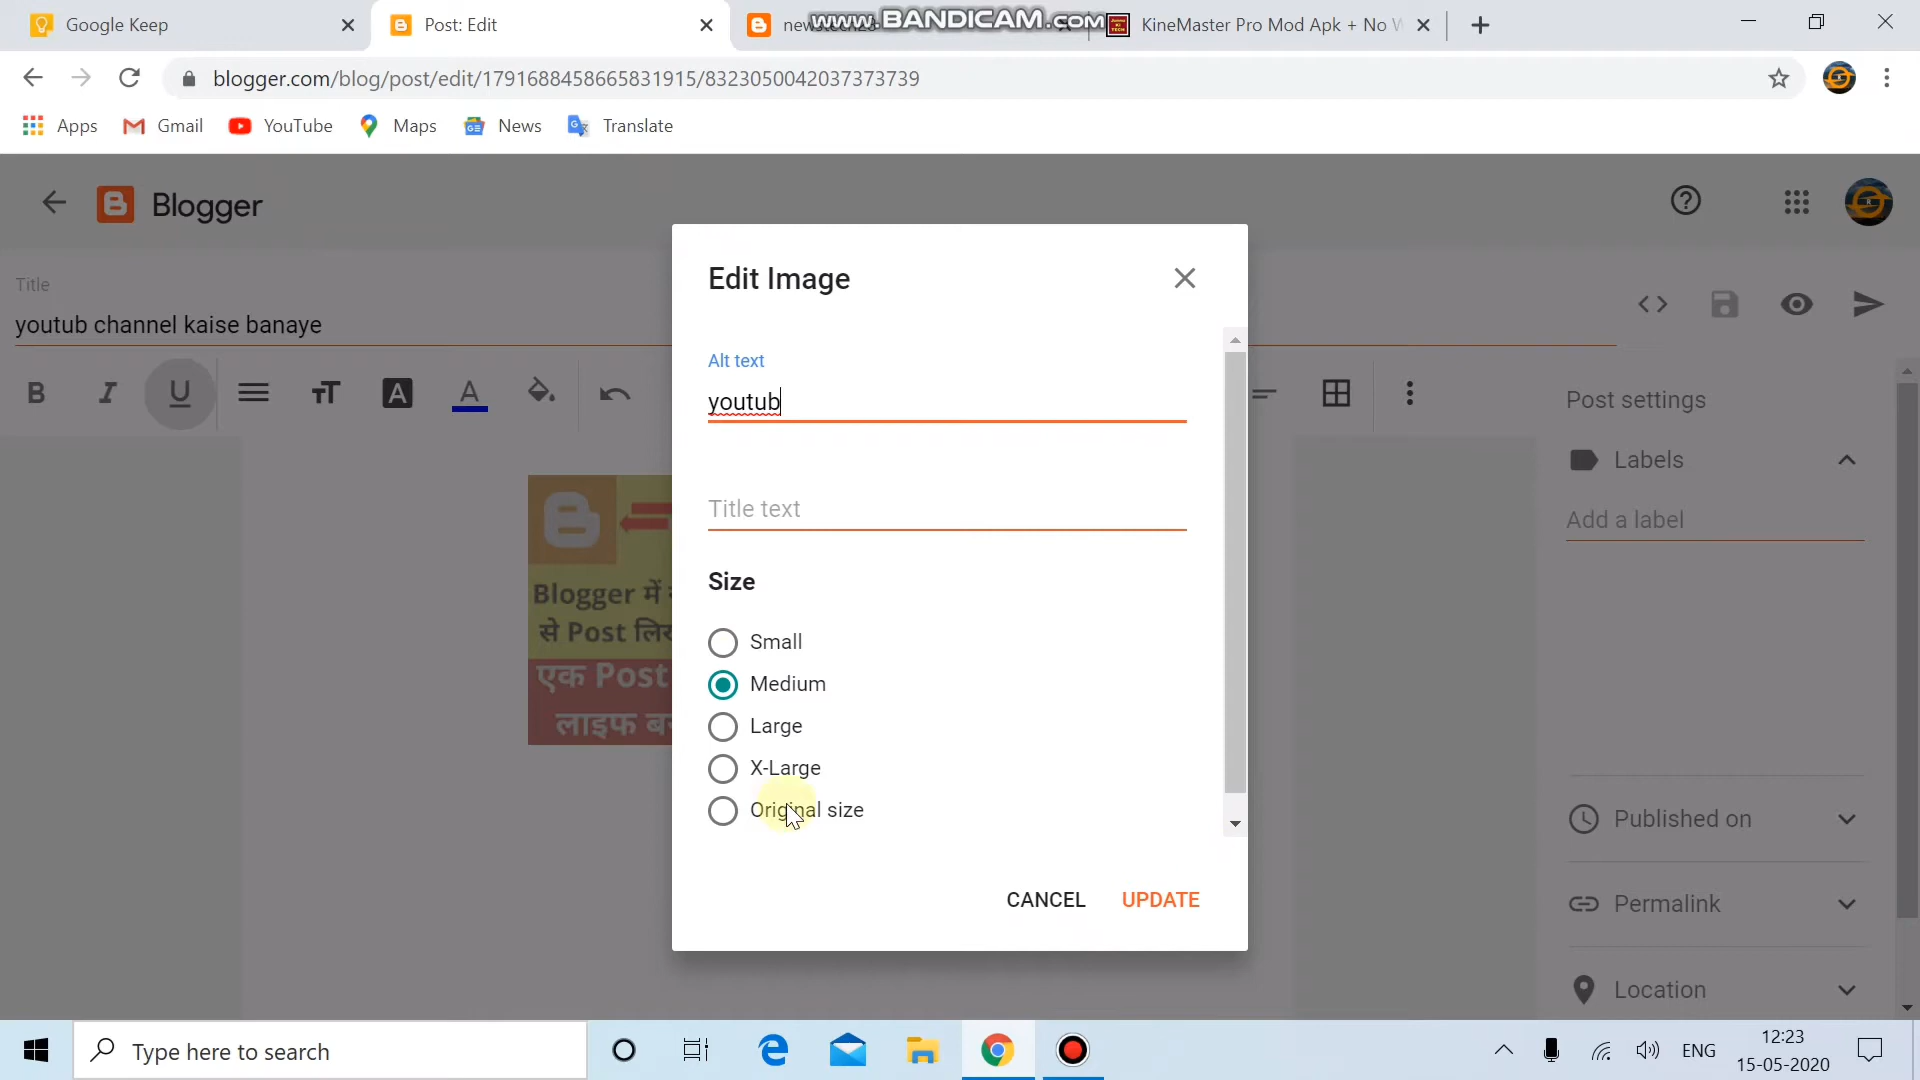 Google Keep
Post: Edit
www.BANDICAM.COM
KineMaster Pro Mod Apk + No
blogger.com/blog/post/edit/1791688458665831915/8323050042037373739
Apps
Gmail
YouTube
Maps
News
Translate
Blogger
Title
youtub channel kaise banaye
Edit Image
Alt text
youtub
Title text
Size
Small
Medium
Large
X-Large
Original size
CANCEL
UPDATE
Blogger में
से Post
एक Post
लाइफ
Post settings
Labels
Add a label
Published on
Permalink
Location
Type here to search
ENG
12:23
15-05-2020